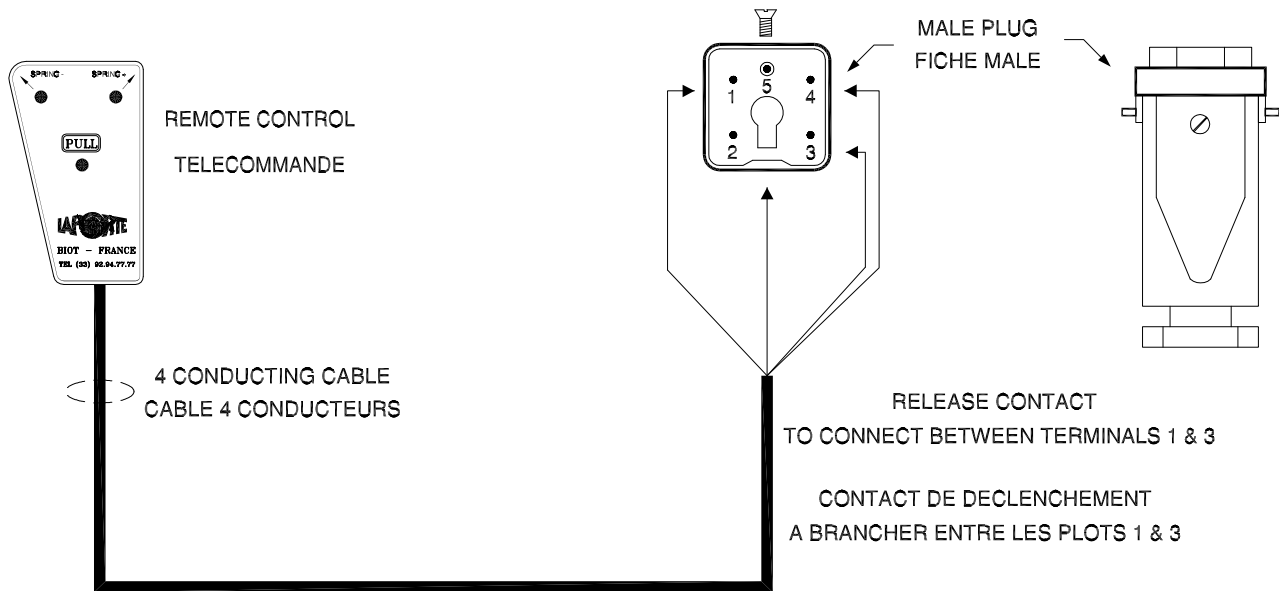 SPRING- SPRING+
PULL
LAPORTE
BIOT - FRANCE
TEL (33) 92.94.77.77
REMOTE CONTROL
TELECOMMANDE
4 CONDUCTING CABLE
CABLE 4 CONDUCTEURS
MALE PLUG
FICHE MALE
5
1 4
2 3
RELEASE CONTACT
TO CONNECT BETWEEN TERMINALS 1 & 3
CONTACT DE DECLENCHEMENT
A BRANCHER ENTRE LES PLOTS 1 & 3